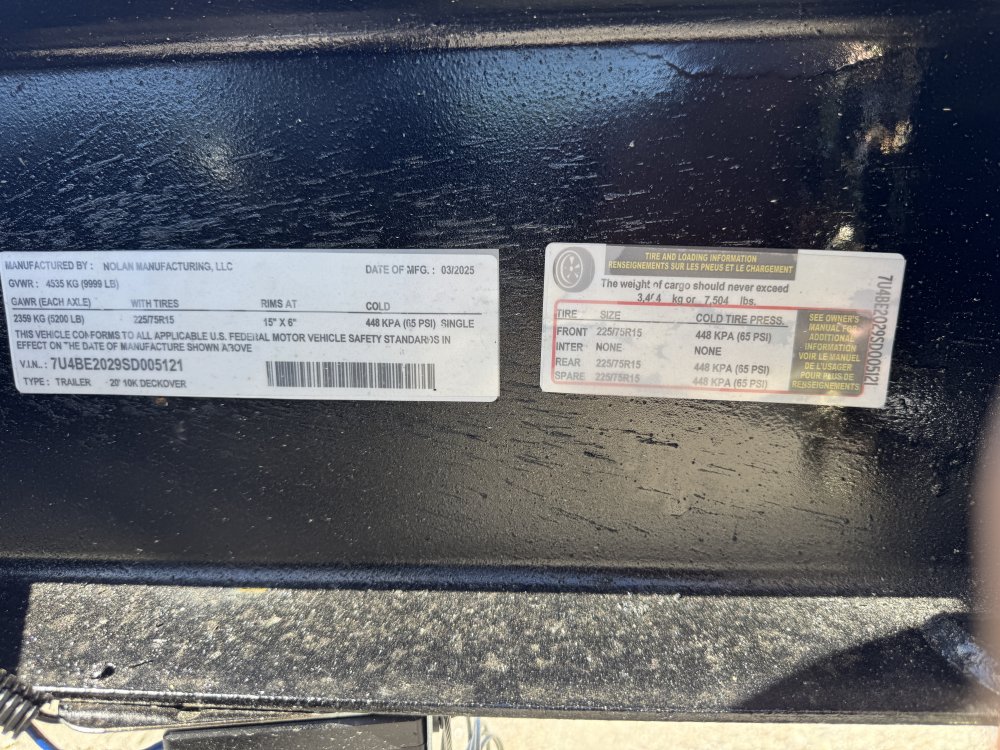 MANUFACTURED BY : NOLAN MANUFACTURING, LLC DATE OF MFG. : 03/2025
GVWR : 4535 KG (9999 LB)
GAWR (EACH AXLE) WITH TIRES RIMS AT COLD
2359 KG (5200 LB) 225/75R15 15" X 6" 448 KPA (65 PSI) SINGLE
THIS VEHICLE CONFORMS TO ALL APPLICABLE U.S. FEDERAL MOTOR VEHICLE SAFETY STANDARDS IN
EFFECT ON THE DATE OF MANUFACTURE SHOWN ABOVE
V.I.N. : 7U4BE2029SD005121
TYPE : TRAILER 20' 10K DECKOVER
TIRE AND LOADING INFORMATION
RENSEIGNEMENTS SUR LES PNEUS ET LE CHARGEMENT
The weight of cargo should never exceed
kg or 7,504 lbs.
TIRE SIZE COLD TIRE PRESS.
FRONT 225/75R15 448 KPA (65 PSI)
INTER NONE NONE
REAR 225/75R15 448 KPA (65 PSI)
SPARE 225/75R15 448 KPA (65 PSI)
SEE OWNER'S
MANUAL FOR
ADDITIONAL
INFORMATION
VOIR LE MANUEL
DE L'USAGER
POUR PLUS DE
RENSEIGNEMENTS
7U4BE2029SD005121